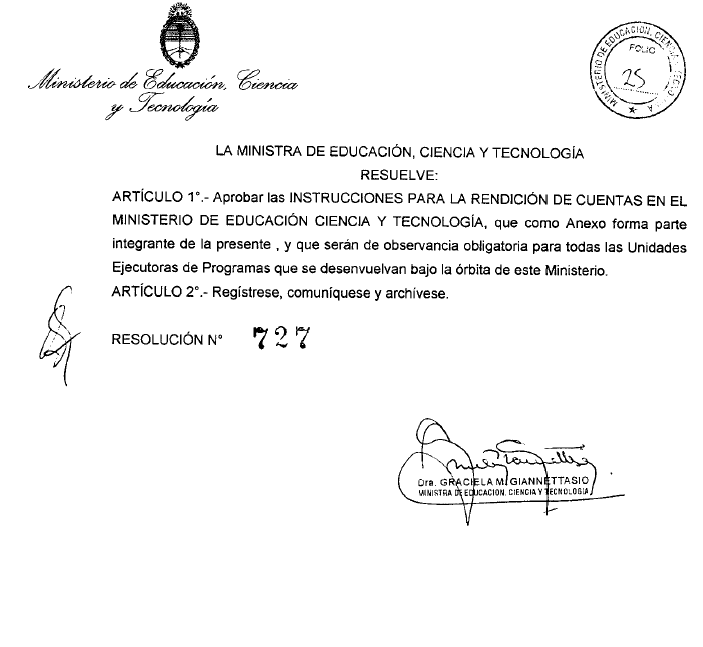 Ministerio de Educación, Ciencia
y Tecnología
MINISTERIO DE EDUCACION, CIENCIA
FOLIO
25
LA MINISTRA DE EDUCACIÓN, CIENCIA Y TECNOLOGÍA
RESUELVE:
ARTÍCULO 1°.- Aprobar las INSTRUCCIONES PARA LA RENDICIÓN DE CUENTAS EN EL
MINISTERIO DE EDUCACIÓN CIENCIA Y TECNOLOGÍA, que como Anexo forma parte
integrante de la presente , y que serán de observancia obligatoria para todas las Unidades
Ejecutoras de Programas que se desenvuelvan bajo la órbita de este Ministerio.
ARTÍCULO 2°.- Regístrese, comuníquese y archívese.
RESOLUCIÓN N° 727
Dra. GRACIELA M. GIANNETTASIO
MINISTRA DE EDUCACION, CIENCIA Y TECNOLOGIA